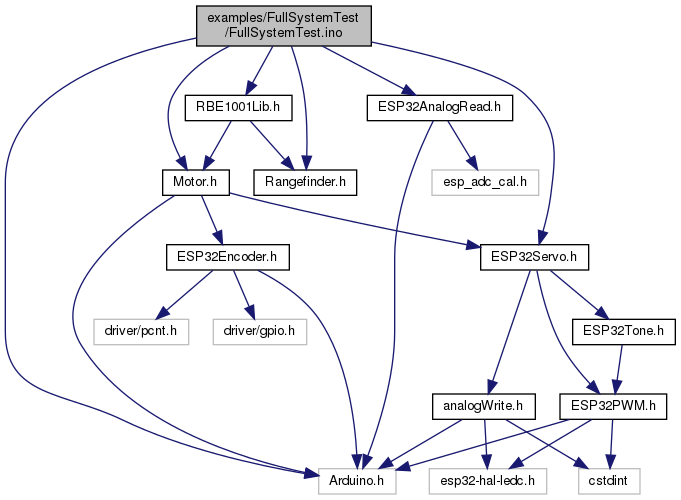 examples/FullSystemTest
/FullSystemTest.ino
RBE1001Lib.h
ESP32AnalogRead.h
Motor.h
Rangefinder.h
esp_adc_cal.h
ESP32Encoder.h
ESP32Servo.h
driver/pcnt.h
driver/gpio.h
ESP32Tone.h
analogWrite.h
ESP32PWM.h
Arduino.h
esp32-hal-ledc.h
cstdint